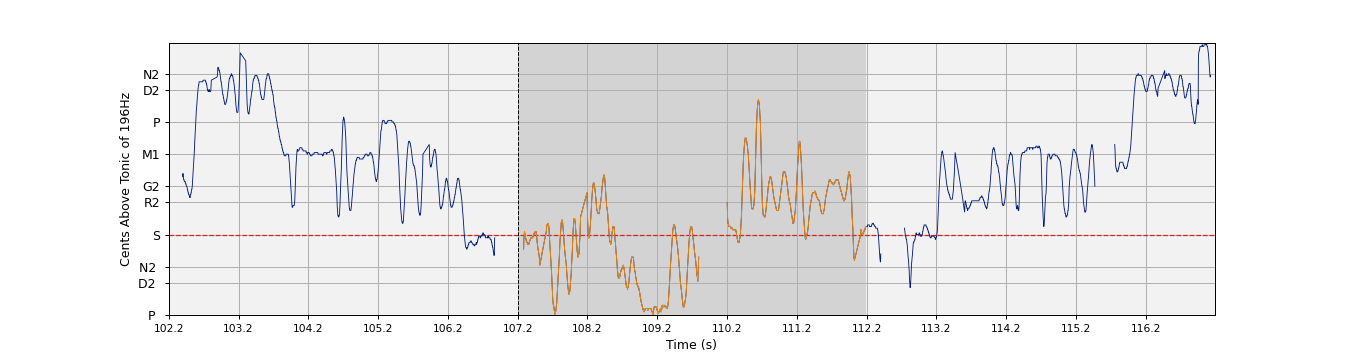 Cents Above Tonic of 196Hz
N2
D2
P
M1
G2
R2
S
N2
D2
P
102.2 103.2 104.2 105.2 106.2 107.2 108.2 109.2 110.2 111.2 112.2 113.2 114.2 115.2 116.2
Time (s)